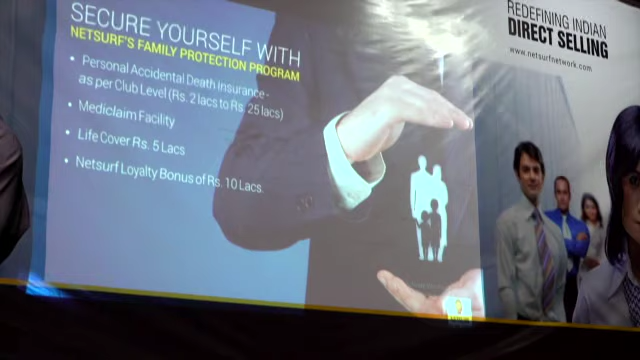 SECURE YOURSELF WITH
NETSURF'S FAMILY PROTECTION PROGRAM
• Personal Accidental Death Insurance -
as per Club Level (Rs. 2 lacs to Rs. 25 lacs)
• Mediclaim Facility
• Life Cover Rs. 5 Lacs
• Netsurf Loyalty Bonus of Rs. 10 Lacs.
REDEFINING INDIAN
DIRECT SELLING
www.netsurfnetwork.com